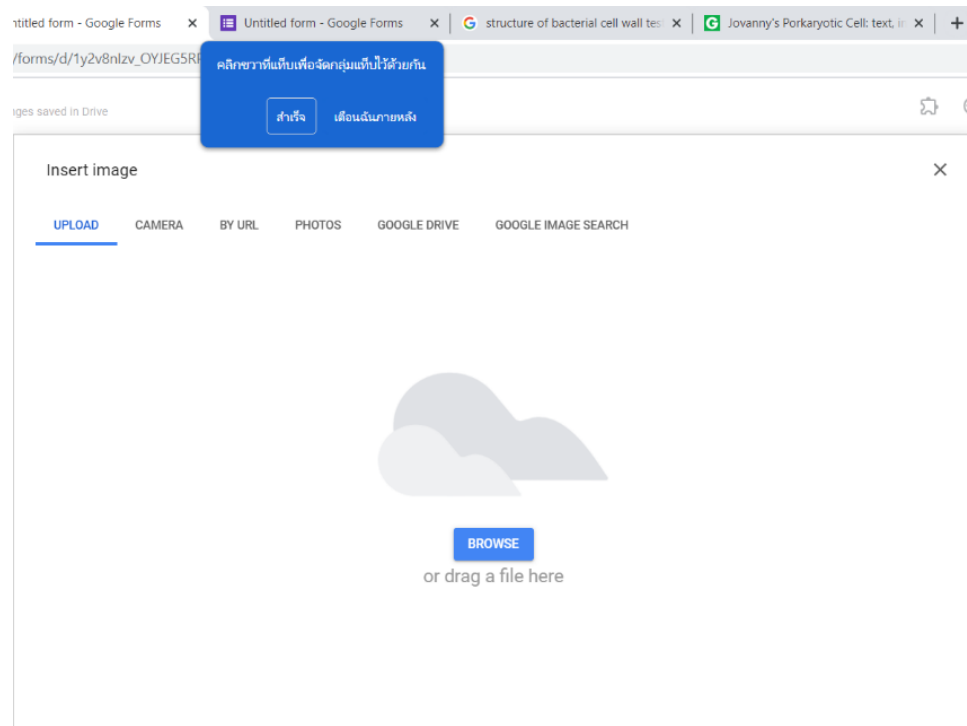 ntitled form - Google Forms
Untitled form - Google Forms
structure of bacterial cell wall tes
Jovanny's Porkaryotic Cell: text, i
/forms/d/1y2v8nlzv_OYJEG5R
คลิกขวาที่แท็บเพื่อจัดกลุ่มแท็บไว้ด้วยกัน
สำเร็จ เตือนฉันภายหลัง
ges saved in Drive
Insert image
UPLOAD CAMERA BY URL PHOTOS GOOGLE DRIVE GOOGLE IMAGE SEARCH
BROWSE
or drag a file here